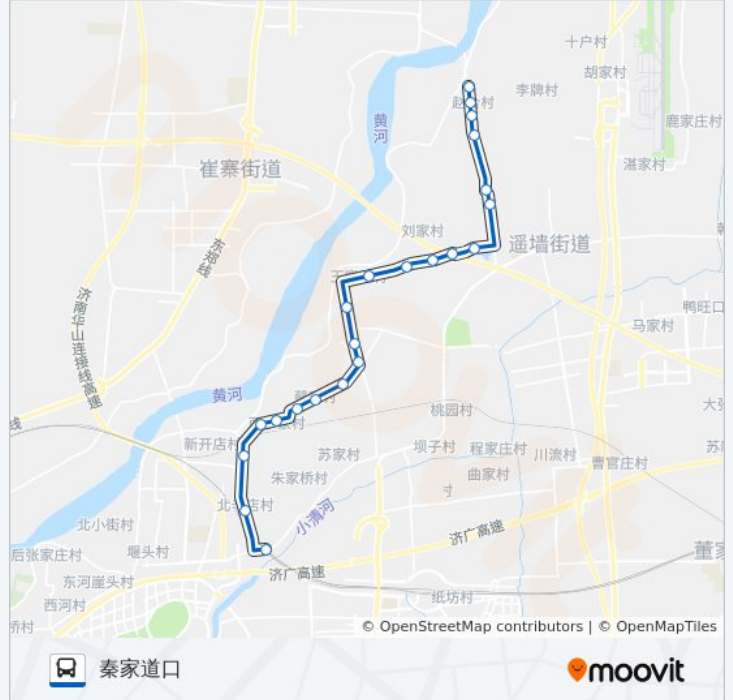 十户村
胡家村
李牌村
鹿家庄村
黄河
湛家村
崔寨街道
刘家村
遥墙街道
东郑线
济南华山连接线高速
鸭旺口
马家村
黄河
桃园村
新开店村
苏家村
坝子村
程家庄村
川流村
曹官庄村
曲家村
朱家桥村
小清河
北小街村
济广高速
后张家庄村
堰头村
济广高速
东河崖头村
西河村
纸坊村
桥村
© OpenStreetMap contributors | © OpenMapTiles
秦家道口
moovit